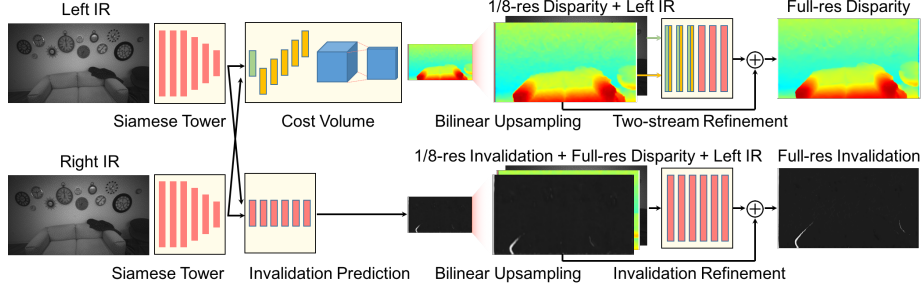 Left IR
1/8-res Disparity + Left IR
Full-res Disparity
Siamese Tower
Cost Volume
Bilinear Upsampling
Two-stream Refinement
Right IR
1/8-res Invalidation + Full-res Disparity + Left IR
Full-res Invalidation
Siamese Tower
Invalidation Prediction
Bilinear Upsampling
Invalidation Refinement